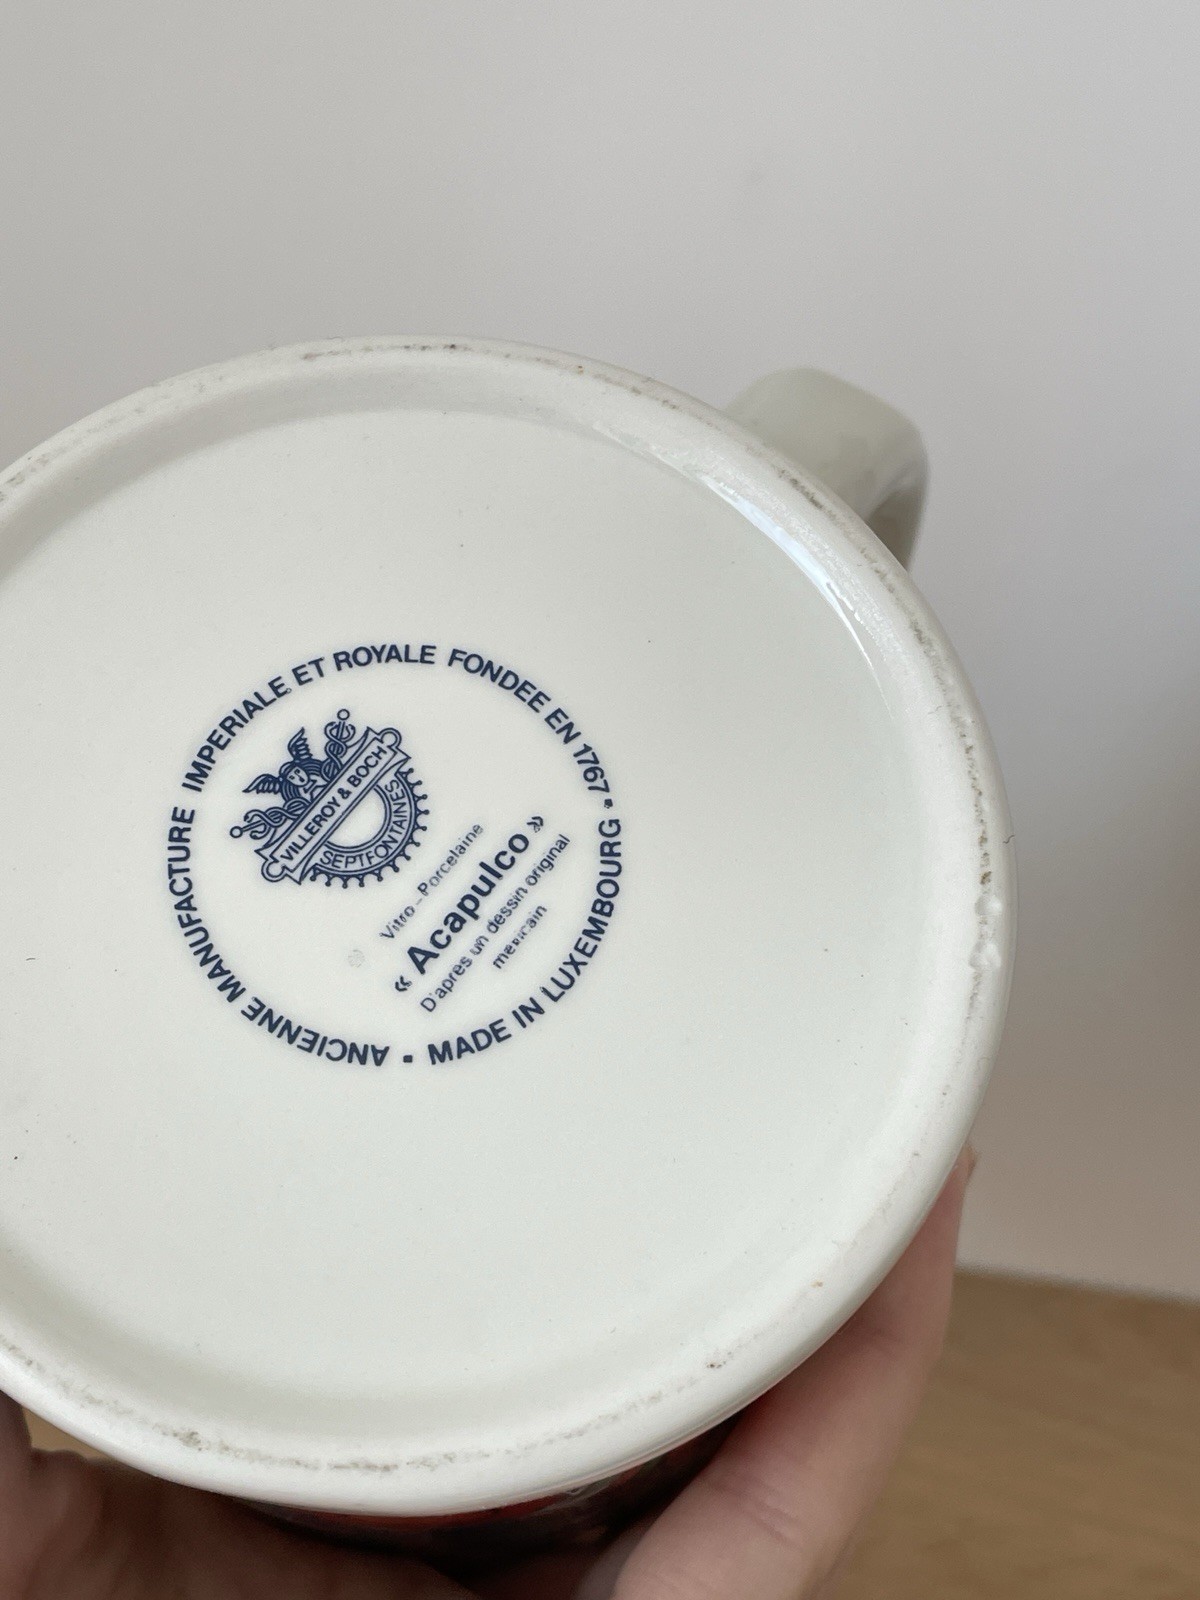 ANCIENNE MANUFACTURE IMPERIALE ET ROYALE FONDEE EN 1767 ▪ MADE IN LUXEMBOURG ▪
VILLEROY & BOCH
SEPTFONTAINES
Vitro-Porcelaine
« Acapulco »
D'apres un dessin original
mexicain